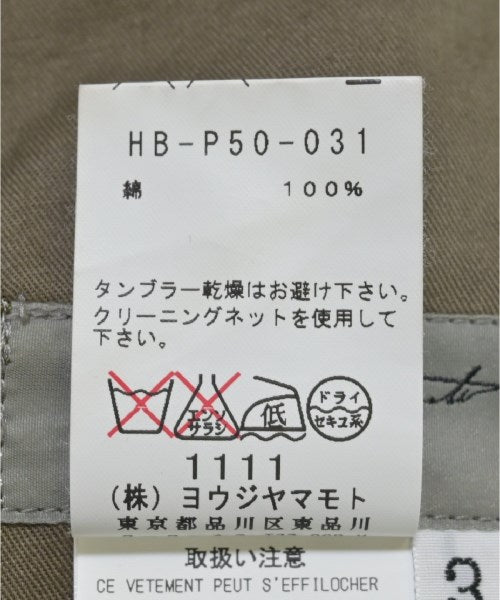 HB-P50-031
綿 100%
タンブラー乾燥はお避け下さい。
クリーニングネットを使用して
下さい。
エンソ
サラシ
低
ドライ
セキユ系
1111
(株) ヨウジヤマモト
東京都品川区東品川
取扱い注意
CE VETEMENT PEUT S'EFFILOCHER
3